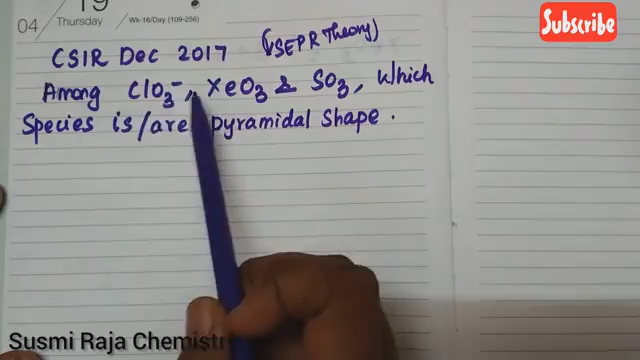 19
04
Thursday
Wk-16/Day (109-256)
Subscribe
CSIR Dec 2017 (VSEPR Theory)
Among ClO3⁻, XeO3 & SO3, which
Species is/are pyramidal shape.
Susmi Raja Chemistr